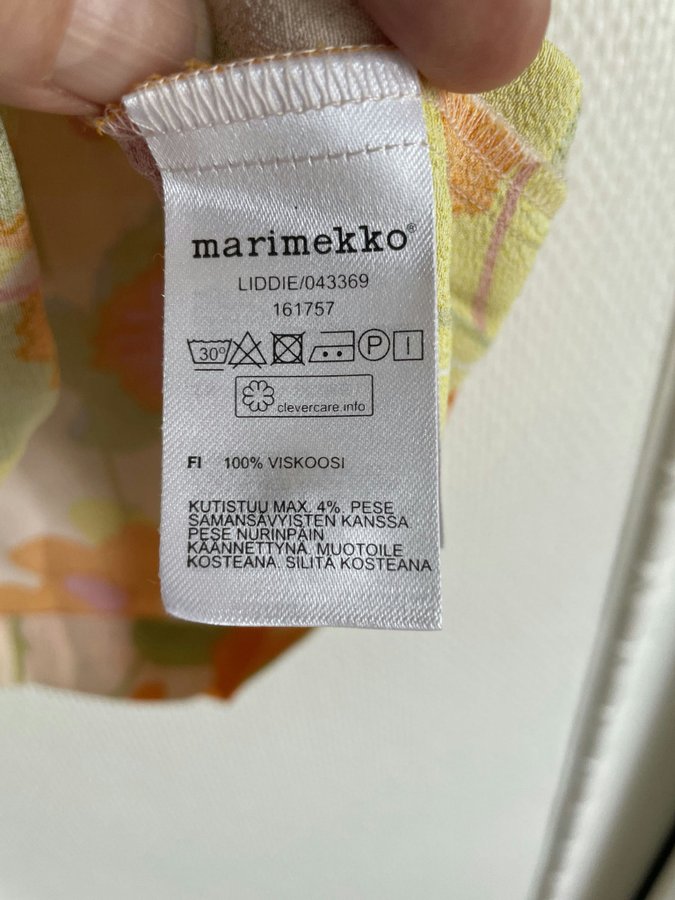 marimekko®
LIDDIE/043369
161757
30° P I
clevercare.info
FI 100% VISKOOSI
KUTISTUU MAX. 4%. PESE
SAMANSÄVYISTEN KANSSA
PESE NURINPÄIN
KÄÄNNETTYNÄ. MUOTOILE
KOSTEANA. SILITÄ KOSTEANA